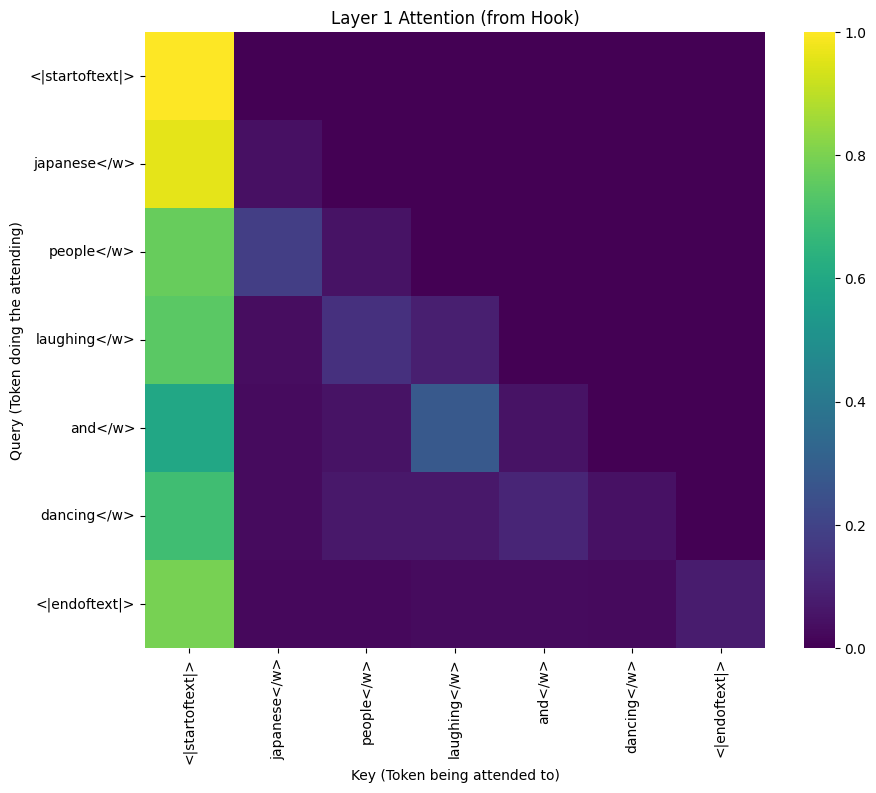 Layer 1 Attention (from Hook)
Query (Token doing the attending)
<|startoftext|>
japanese</w>
people</w>
laughing</w>
and</w>
dancing</w>
<|endoftext|>
1.0
0.8
0.6
0.4
0.2
0.0
<|startoftext|>
japanese</w>
people</w>
laughing</w>
and</w>
dancing</w>
<|endoftext|>
Key (Token being attended to)